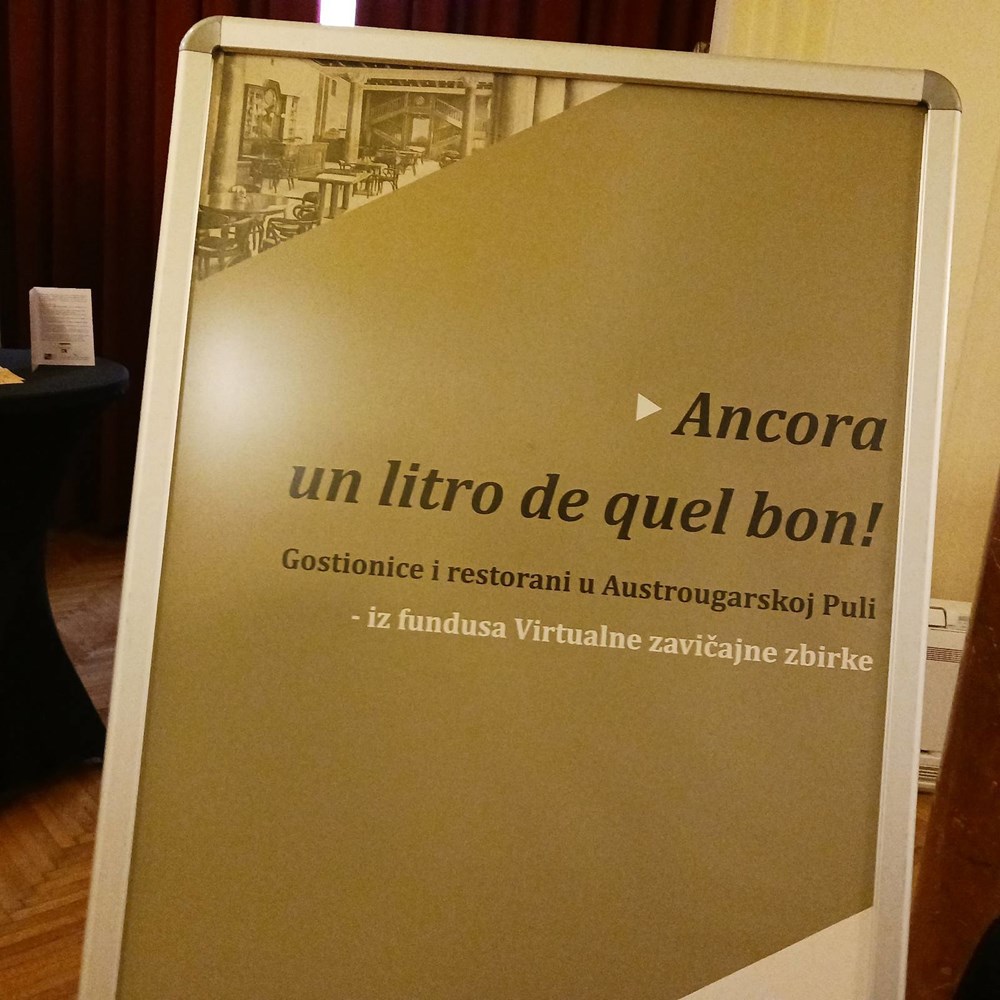 Ancora
un litro de quel bon!
Gostionice i restorani u Austrougarskoj Puli
- iz fundusa Virtualne zavičajne zbirke